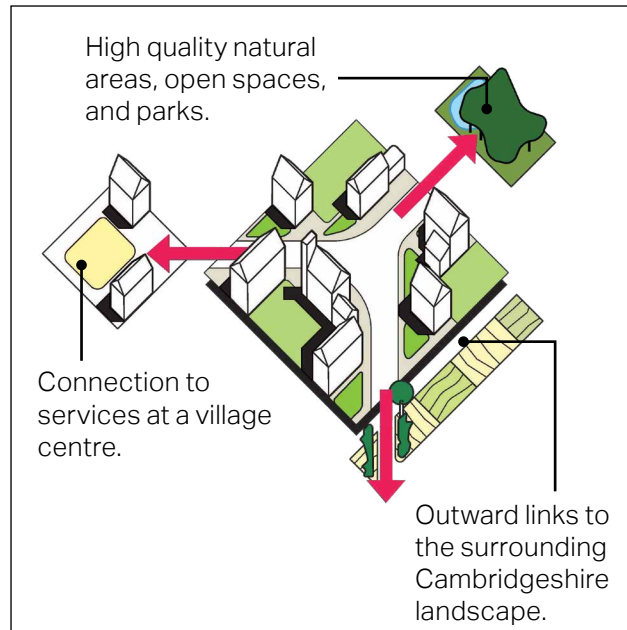 High quality natural
areas, open spaces,
and parks.
Connection to
services at a village
centre.
Outward links to
the surrounding
Cambridgeshire
landscape.